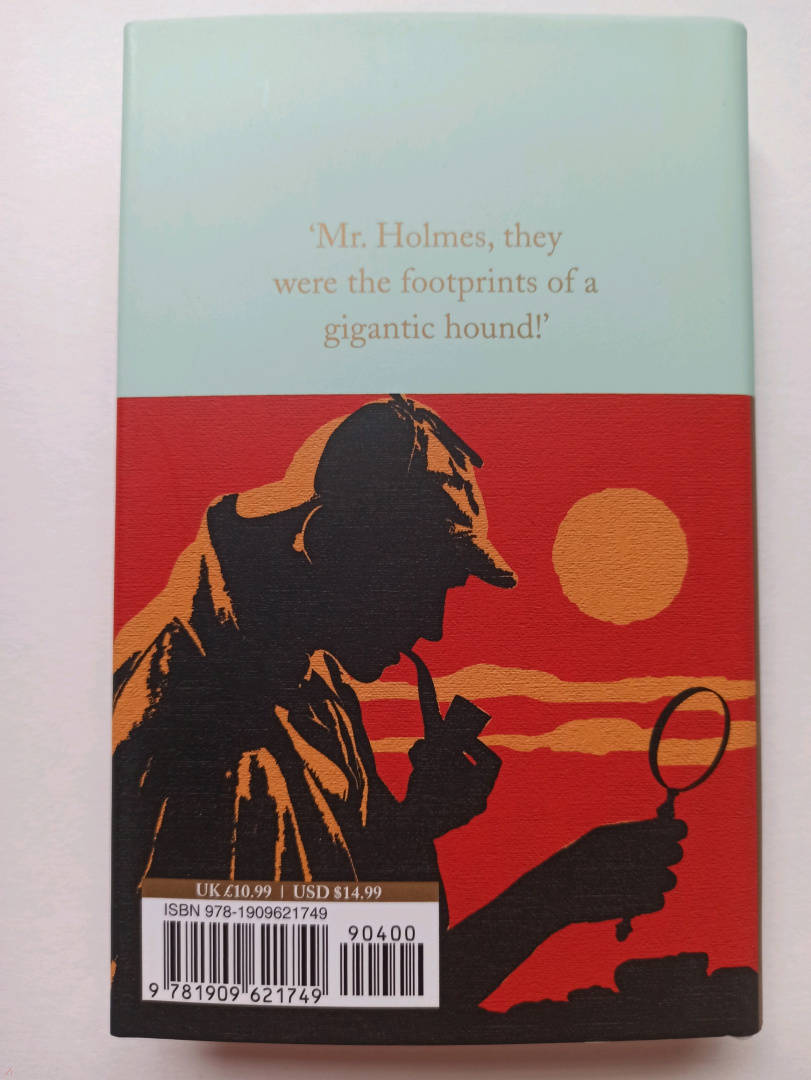 ‘Mr. Holmes, they
were the footprints of a
gigantic hound!’
UK £10.99 | USD $14.99
ISBN 978-1909621749
90400
9 781909 621749